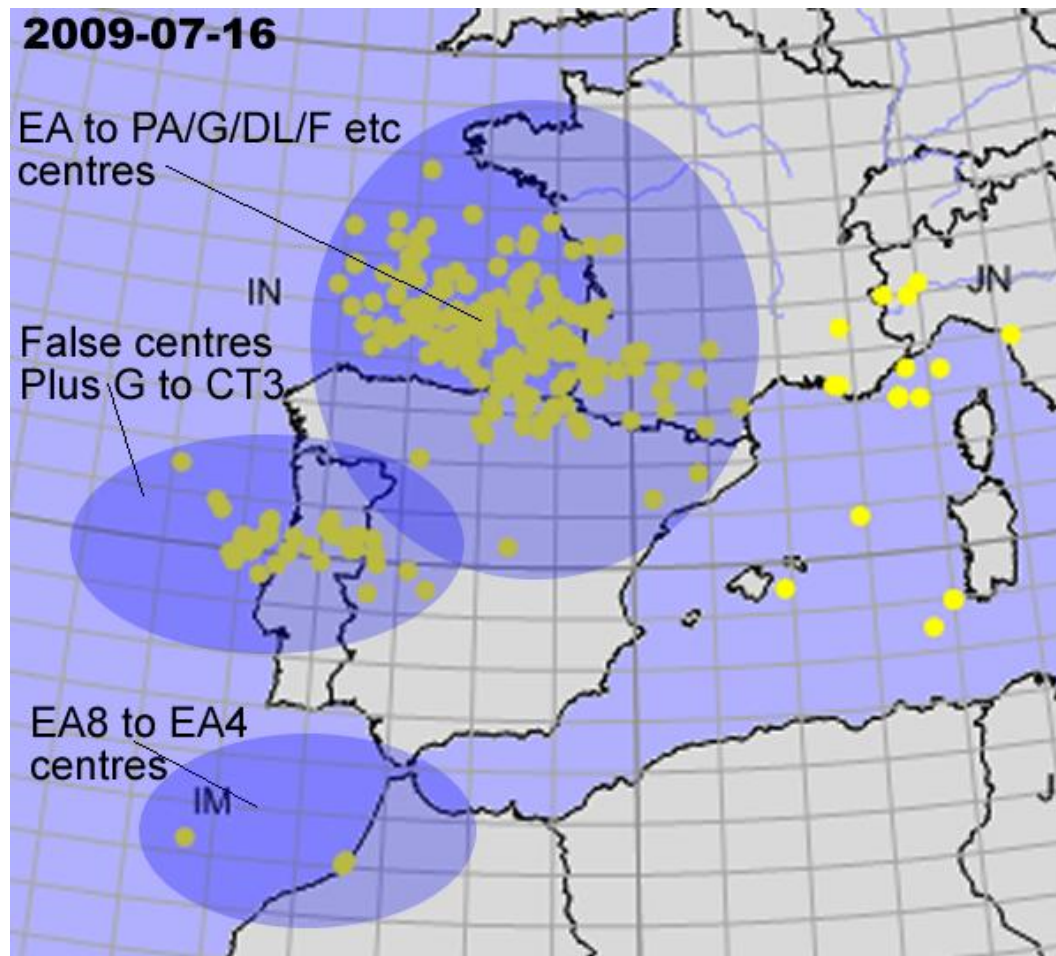 2009-07-16
EA to PA/G/DL/F etc
centres
IN
JN
False centres
Plus G to CT3
EA8 to EA4
centres
IM
J